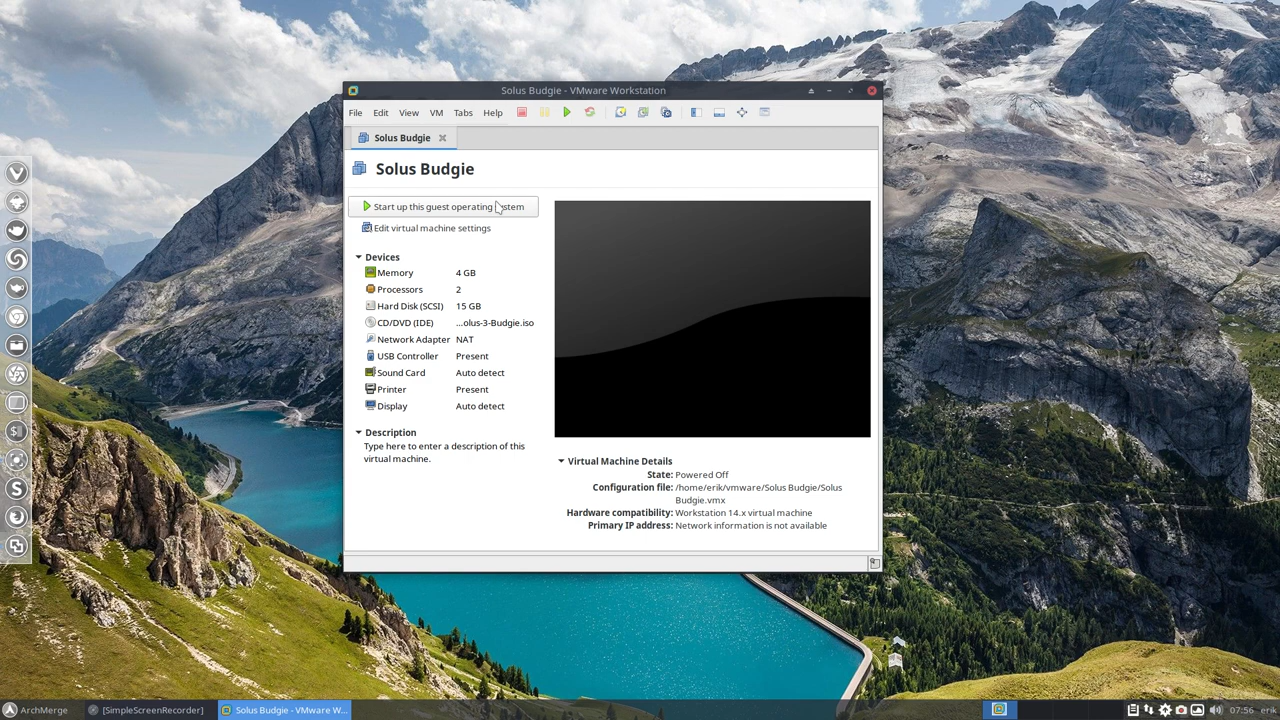 Solus Budgie - VMware Workstation
File Edit View VM Tabs Help
Solus Budgie
Solus Budgie
Start up this guest operating system
Edit virtual machine settings
Devices
Memory 4 GB
Processors 2
Hard Disk (SCSI) 15 GB
CD/DVD (IDE) ...olus-3-Budgie.iso
Network Adapter NAT
USB Controller Present
Sound Card Auto detect
Printer Present
Display Auto detect
Description
Type here to enter a description of this
virtual machine.
Virtual Machine Details
State: Powered Off
Configuration file: /home/erik/vmware/Solus Budgie/Solus
Budgie.vmx
Hardware compatibility: Workstation 14.x virtual machine
Primary IP address: Network information is not available
ArchMerge [SimpleScreenRecorder] Solus Budgie - VMware W... 07:56 erik